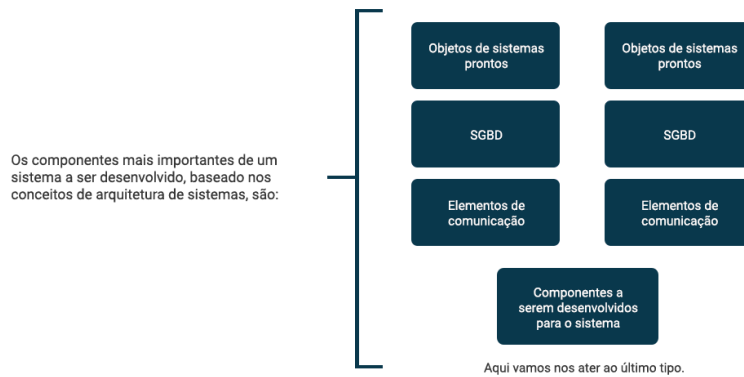 Os componentes mais importantes de um
sistema a ser desenvolvido, baseado nos
conceitos de arquitetura de sistemas, são:
Objetos de sistemas
prontos
Objetos de sistemas
prontos
SGBD
SGBD
Elementos de
comunicação
Elementos de
comunicação
Componentes a
serem desenvolvidos
para o sistema
Aqui vamos nos ater ao último tipo.